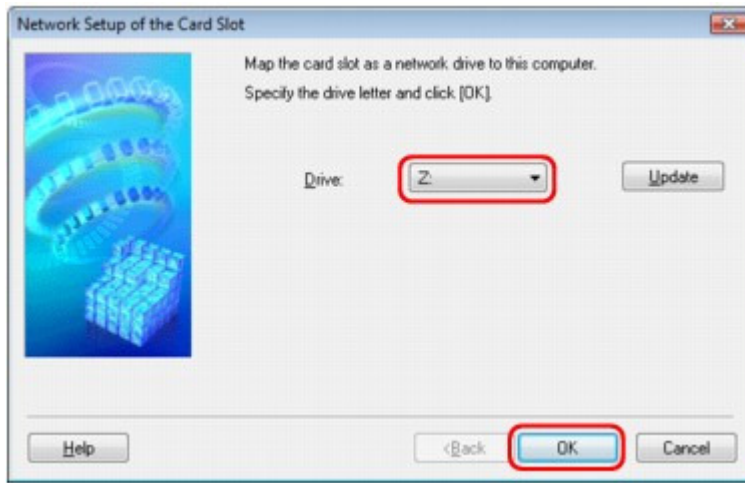 Network Setup of the Card Slot
Map the card slot as a network drive to this computer.
Specify the drive letter and click [OK].
Drive: Z: Update
Help <Back OK Cancel